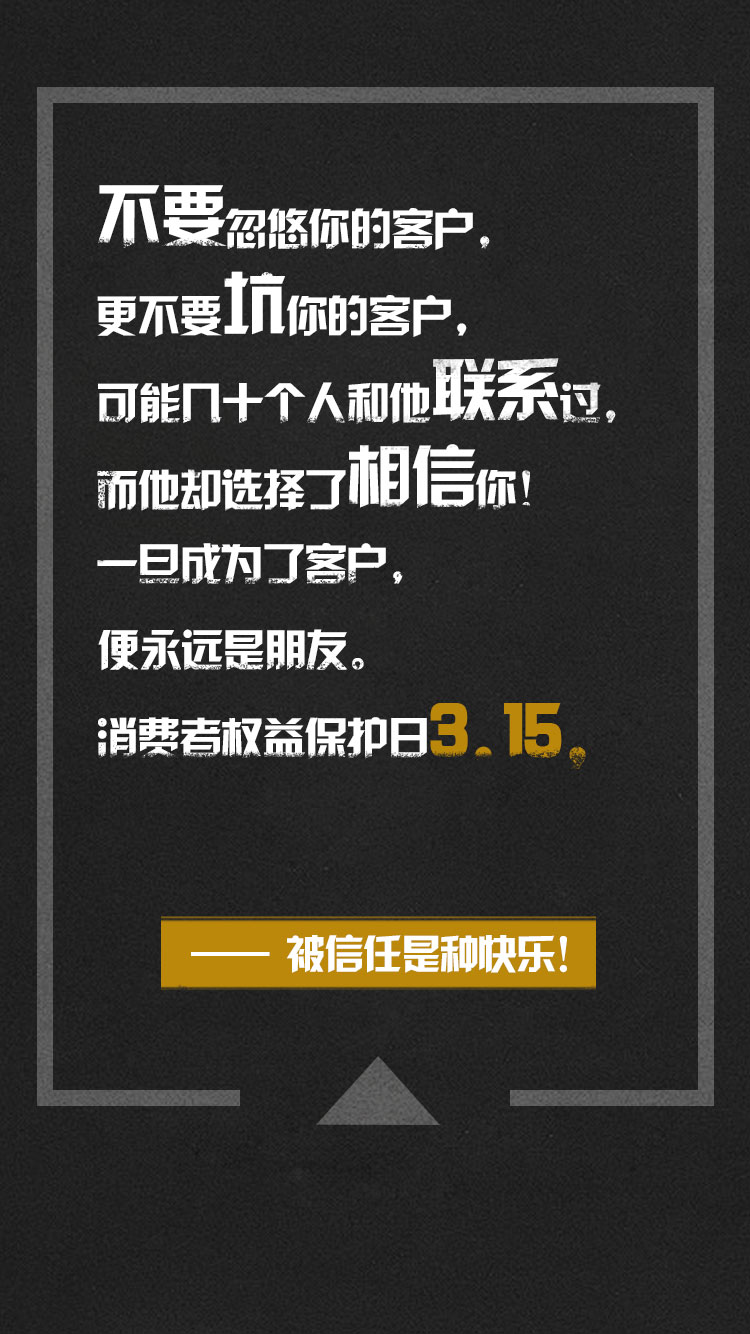 不要忽悠你的客户，
更不要坑你的客户，
可能几十个人和他联系过，
而他却选择了相信你！
一旦成为了客户，
便永远是朋友。
消费者权益保护日3.15，
—— 被信任是种快乐！